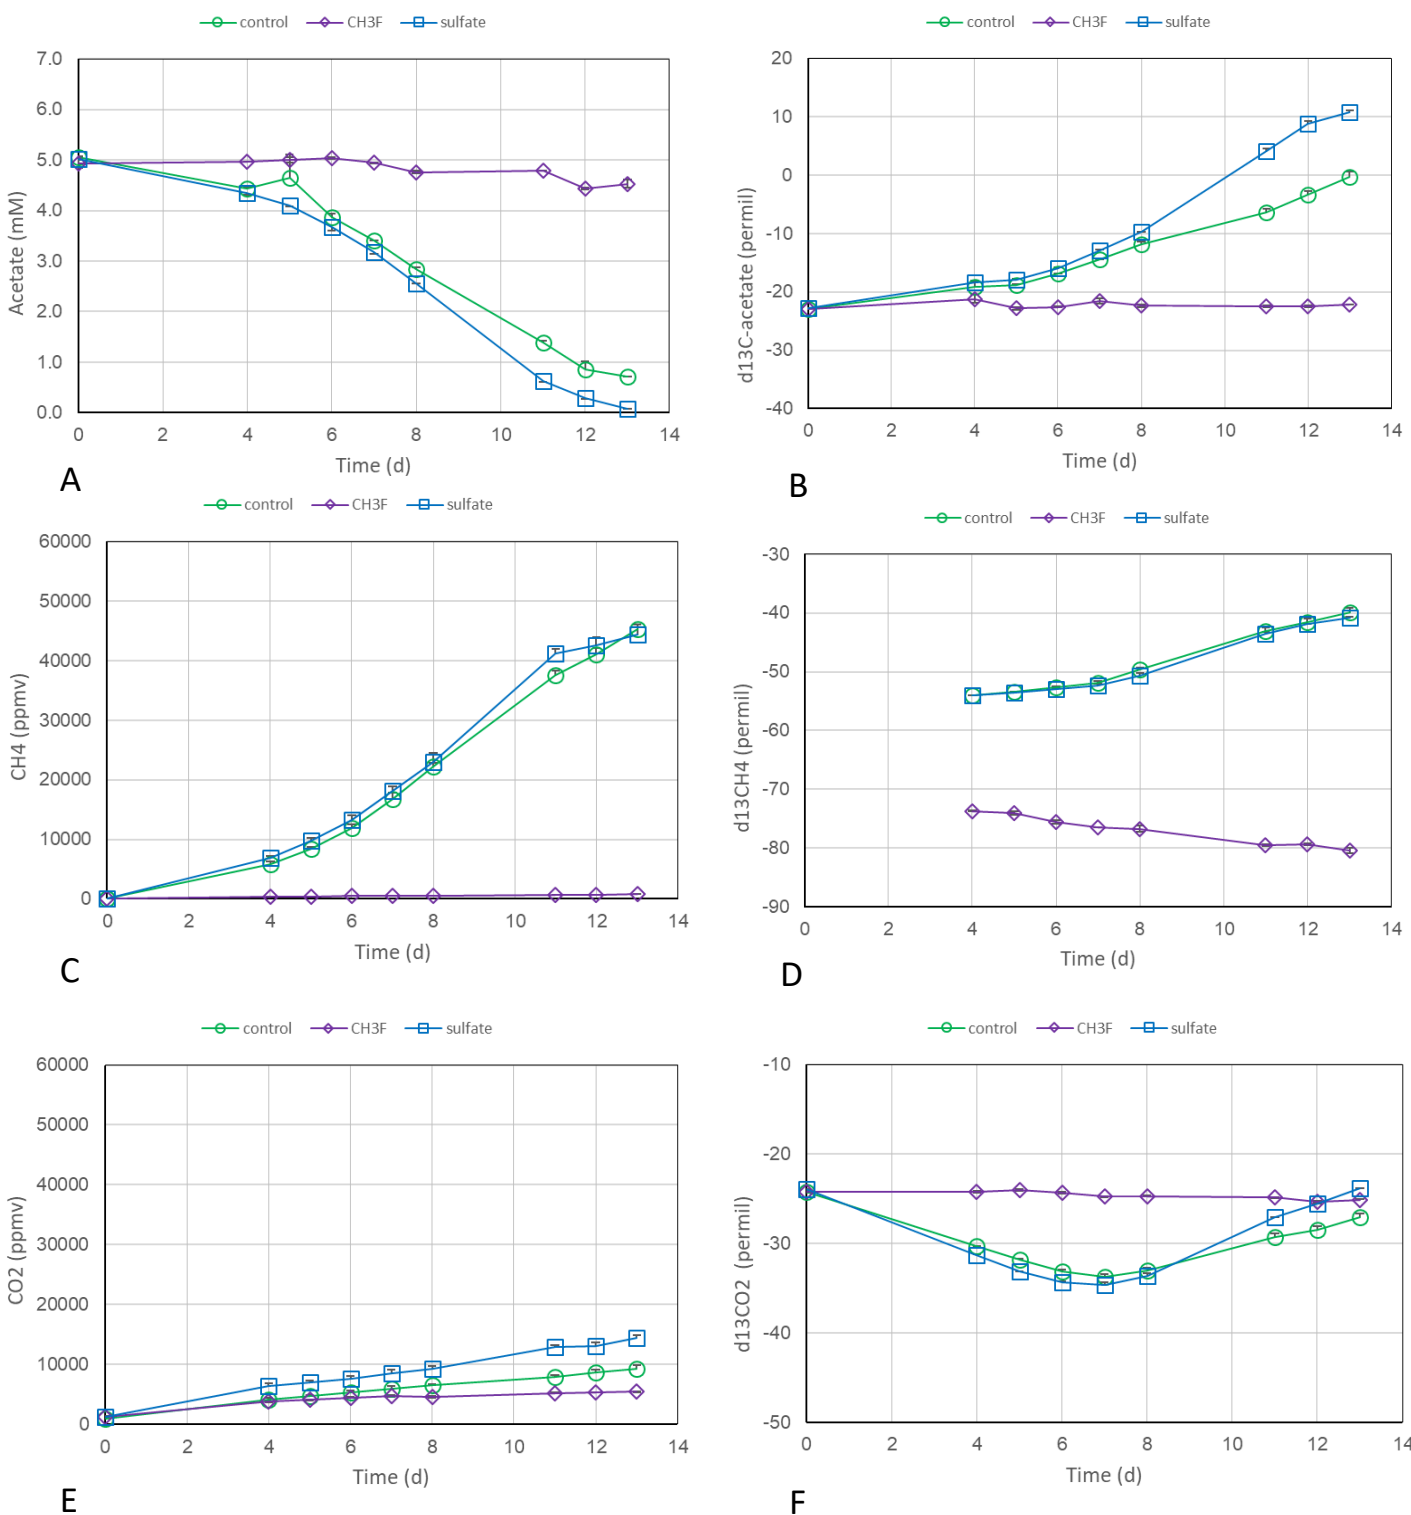 control CH3F sulfate
7.0
6.0
5.0
4.0
3.0
2.0
1.0
0.0
Acetate (mM)
0 2 4 6 8 10 12 14
Time (d)
A
control CH3F sulfate
20
10
0
-10
-20
-30
-40
d13C-acetate (permil)
0 2 4 6 8 10 12 14
Time (d)
B
control CH3F sulfate
60000
50000
40000
30000
20000
10000
0
CH4 (ppmv)
0 2 4 6 8 10 12 14
Time (d)
C
control CH3F sulfate
-30
-40
-50
-60
-70
-80
-90
d13CH4 (permil)
0 2 4 6 8 10 12 14
Time (d)
D
control CH3F sulfate
60000
50000
40000
30000
20000
10000
0
CO2 (ppmv)
0 2 4 6 8 10 12 14
Time (d)
E
control CH3F sulfate
-10
-20
-30
-40
-50
d13CO2 (permil)
0 2 4 6 8 10 12 14
Time (d)
F